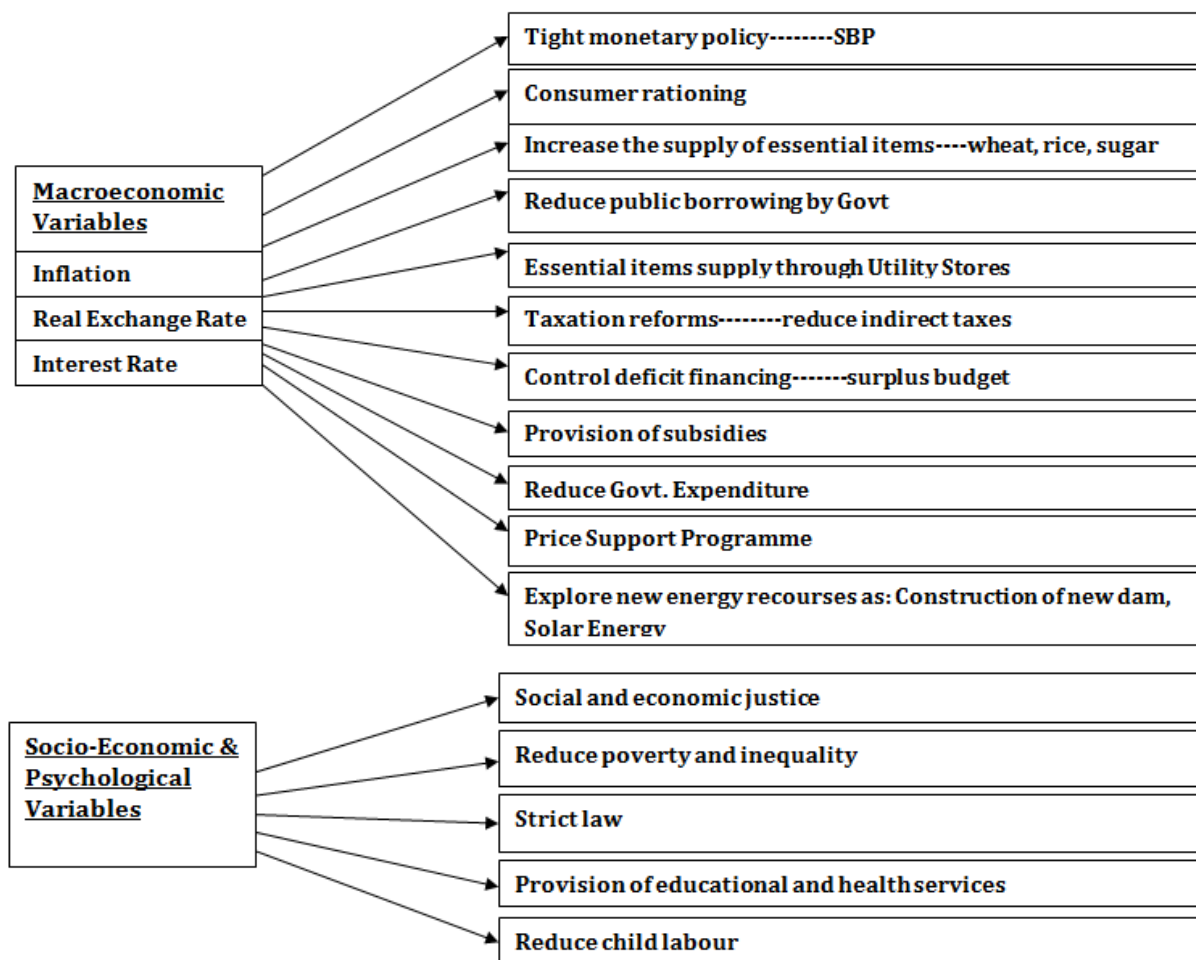 Tight monetary policy--------SBP
Consumer rationing
Increase the supply of essential items----wheat, rice, sugar
Macroeconomic
Variables
Inflation
Real Exchange Rate
Interest Rate
Reduce public borrowing by Govt
Essential items supply through Utility Stores
Taxation reforms--------reduce indirect taxes
Control deficit financing-------surplus budget
Provision of subsidies
Reduce Govt. Expenditure
Price Support Programme
Explore new energy recourses as: Construction of new dam,
Solar Energy
Socio-Economic &
Psychological
Variables
Social and economic justice
Reduce poverty and inequality
Strict law
Provision of educational and health services
Reduce child labour